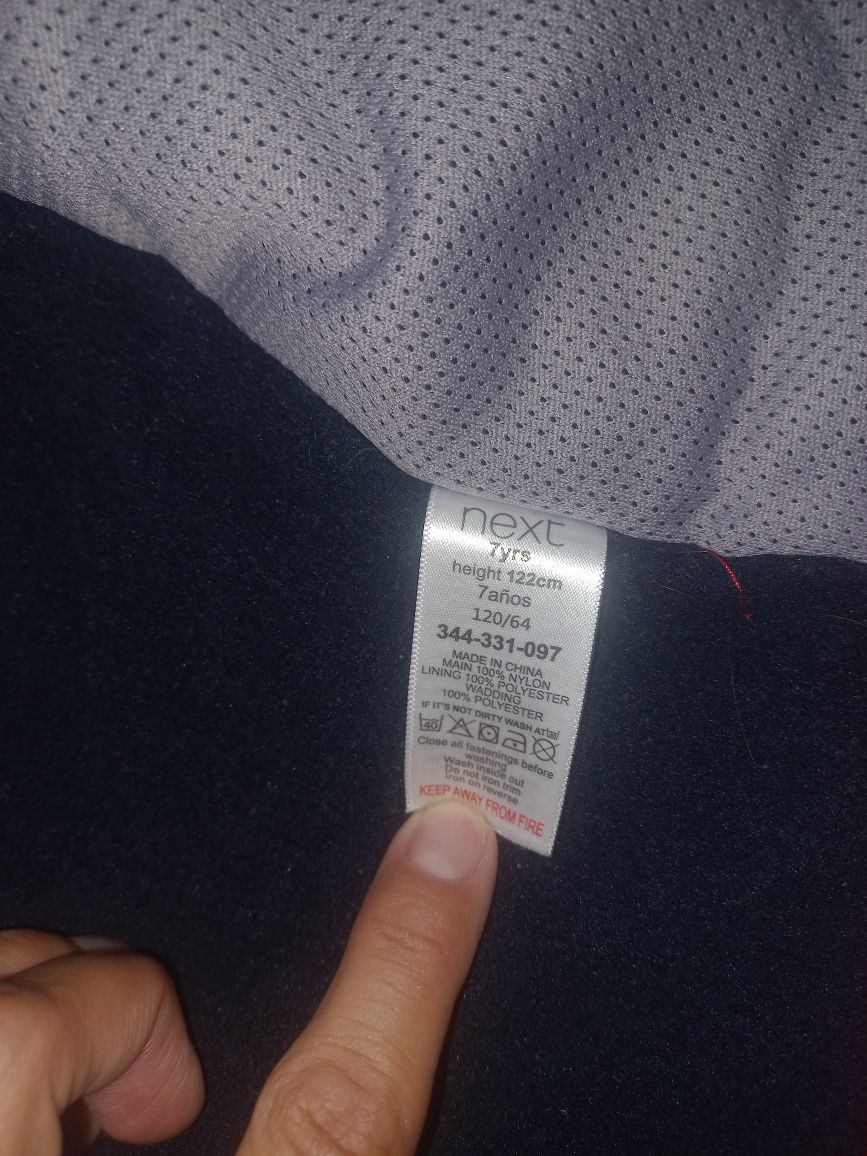 next
7yrs
height 122cm
7años
120/64
344-331-097
MADE IN CHINA
MAIN 100% NYLON
LINING 100% POLYESTER
WADDING
100% POLYESTER
IF IT'S NOT DIRTY WASH AT
40
Close all fastenings before
washing
Wash inside out
Do not iron trim
Iron on reverse
KEEP AWAY FROM FIRE